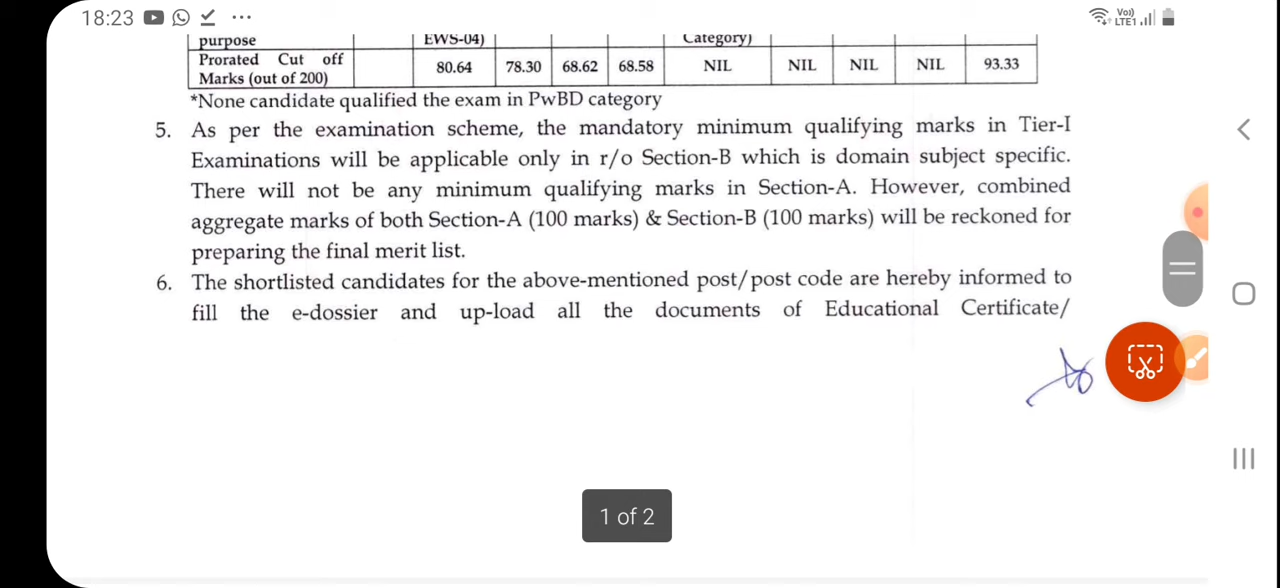 18:23
Vo)
LTE1
purpose EWS-04) Category)
Prorated Cut off
Marks (out of 200) 80.64 78.30 68.62 68.58 NIL NIL NIL NIL 93.33
*None candidate qualified the exam in PwBD category
5. As per the examination scheme, the mandatory minimum qualifying marks in Tier-I
Examinations will be applicable only in r/o Section-B which is domain subject specific.
There will not be any minimum qualifying marks in Section-A. However, combined
aggregate marks of both Section-A (100 marks) & Section-B (100 marks) will be reckoned for
preparing the final merit list.
6. The shortlisted candidates for the above-mentioned post/post code are hereby informed to
fill the e-dossier and up-load all the documents of Educational Certificate/
1 of 2